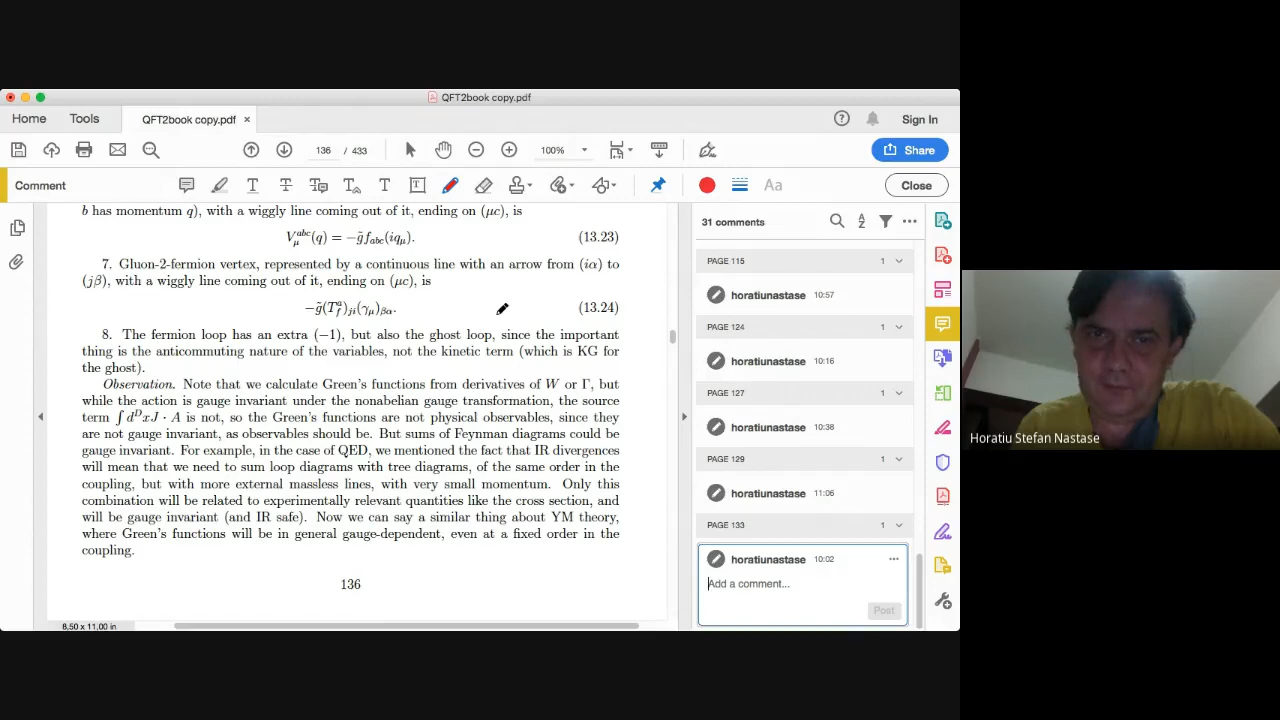 QFT2book copy.pdf
Home
Tools
QFT2book copy.pdf ×
Sign In
136 / 433
100%
Share
Comment
Aa
Close
b has momentum q), with a wiggly line coming out of it, ending on (μc), is
V_μ^{abc}(q) = −g̃f_{abc}(iq_μ). (13.23)
7. Gluon-2-fermion vertex, represented by a continuous line with an arrow from (iα) to
(jβ), with a wiggly line coming out of it, ending on (μc), is
−g̃(T_f^a)_{ji}(γ_μ)_{βα}. (13.24)
8. The fermion loop has an extra (−1), but also the ghost loop, since the important
thing is the anticommuting nature of the variables, not the kinetic term (which is KG for
the ghost).
Observation. Note that we calculate Green's functions from derivatives of W or Γ, but
while the action is gauge invariant under the nonabelian gauge transformation, the source
term ∫ d^D xJ · A is not, so the Green's functions are not physical observables, since they
are not gauge invariant, as observables should be. But sums of Feynman diagrams could be
gauge invariant. For example, in the case of QED, we mentioned the fact that IR divergences
will mean that we need to sum loop diagrams with tree diagrams, of the same order in the
coupling, but with more external massless lines, with very small momentum. Only this
combination will be related to experimentally relevant quantities like the cross section, and
will be gauge invariant (and IR safe). Now we can say a similar thing about YM theory,
where Green's functions will be in general gauge-dependent, even at a fixed order in the
coupling.
136
8,50 x 11,00 in
31 comments
PAGE 115 1
horatiunastase 10:57
PAGE 124 1
horatiunastase 10:16
PAGE 127 1
horatiunastase 10:38
PAGE 129 1
horatiunastase 11:06
PAGE 133 1
horatiunastase 10:02
Add a comment...
Post
Horatiu Stefan Nastase